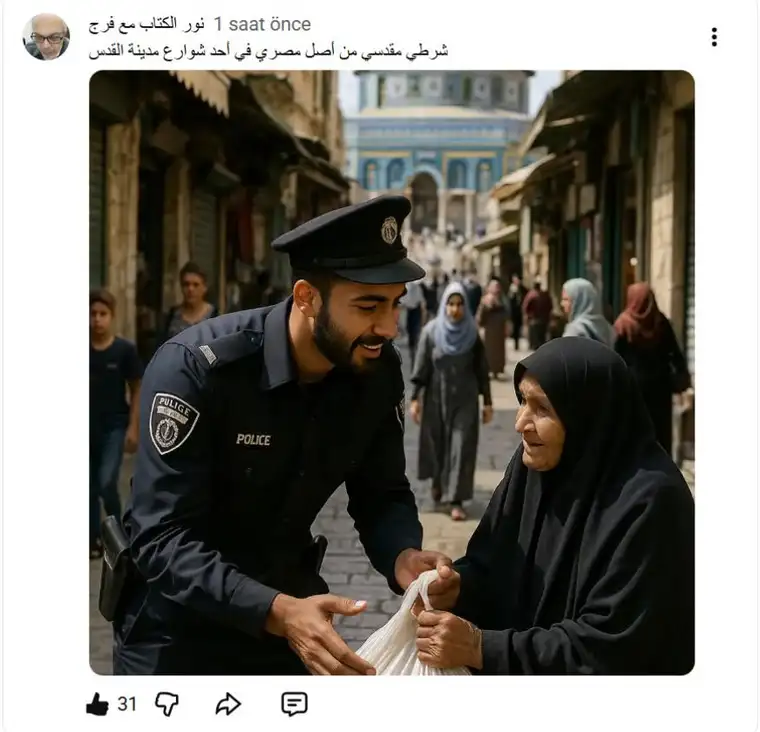 نور الكتاب مع فرج 1 saat önce
شرطي مقدسي من أصل مصري في أحد شوارع مدينة القدس
PULIGE
POLICE
31